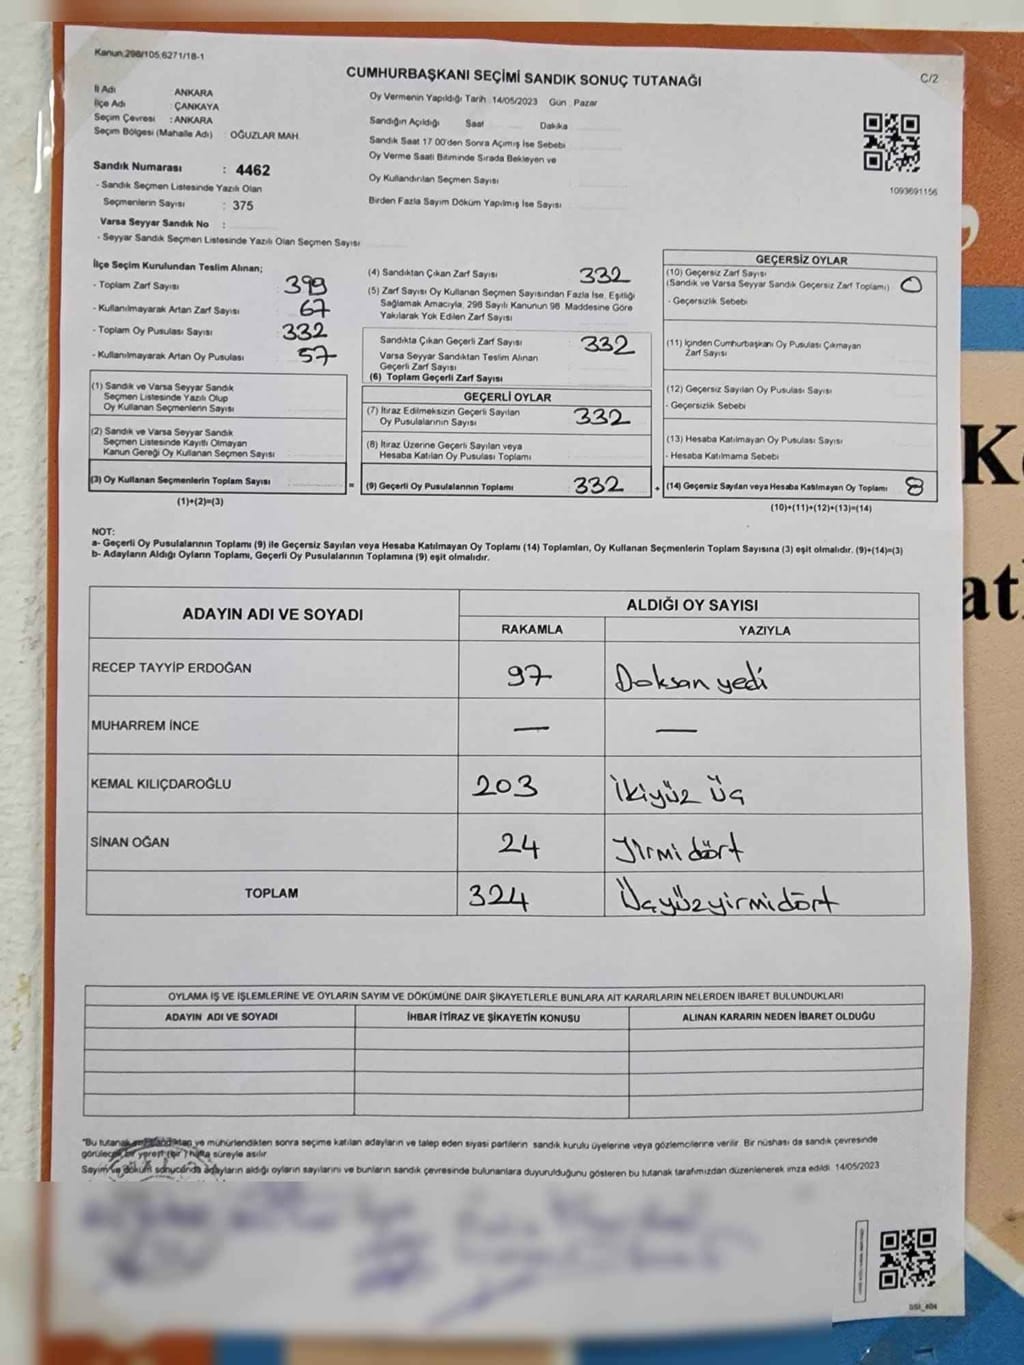 Kanun:298/105,6271/18-1
CUMHURBAŞKANI SEÇİMİ SANDIK SONUÇ TUTANAĞI
C/2
İl Adı ANKARA
İlçe Adı ÇANKAYA
Seçim Çevresi : ANKARA
Seçim Bölgesi (Mahalle Adı) : OĞUZLAR MAH.
Oy Vermenin Yapıldığı Tarih : 14/05/2023 Gün : Pazar
Sandığın Açıldığı Saat Dakika
Sandık Saat 17.00'den Sonra Açımış İse Sebebi
Oy Verme Saati Bitiminde Sırada Bekleyen ve
Oy Kullandırılan Seçmen Sayısı
Birden Fazla Sayım Döküm Yapılmış İse Sayısı
1093691156
Sandık Numarası : 4462
- Sandık Seçmen Listesinde Yazılı Olan
Seçmenlerin Sayısı : 375
Varsa Seyyar Sandık No :
- Seyyar Sandık Seçmen Listesinde Yazılı Olan Seçmen Sayısı
İlçe Seçim Kurulundan Teslim Alınan;
- Toplam Zarf Sayısı 399
- Kullanılmayarak Artan Zarf Sayısı 67
- Toplam Oy Pusulası Sayısı 332
- Kullanılmayarak Artan Oy Pusulası 57
(1) Sandık ve Varsa Seyyar Sandık
Seçmen Listesinde Yazılı Olup
Oy Kullanan Seçmenlerin Sayısı
(2) Sandık ve Varsa Seyyar Sandık
Seçmen Listesinde Kayıtlı Olmayan
Kanun Gereği Oy Kullanan Seçmen Sayısı
(3) Oy Kullanan Seçmenlerin Toplam Sayısı
(1)+(2)=(3)
=
(4) Sandıktan Çıkan Zarf Sayısı 332
(5) Zarf Sayısı Oy Kullanan Seçmen Sayısından Fazla İse, Eşitliği
Sağlamak Amacıyla, 298 Sayılı Kanunun 98. Maddesine Göre
Yakılarak Yok Edilen Zarf Sayısı
Sandıkta Çıkan Geçerli Zarf Sayısı 332
Varsa Seyyar Sandıktan Teslim Alınan
Geçerli Zarf Sayısı
(6) Toplam Geçerli Zarf Sayısı
GEÇERLİ OYLAR
(7) İtiraz Edilmeksizin Geçerli Sayılan
Oy Pusulalarının Sayısı 332
(8) İtiraz Üzerine Geçerli Sayılan veya
Hesaba Katılan Oy Pusulası Toplamı
(9) Geçerli Oy Pusulalarının Toplamı 332
+
GEÇERSİZ OYLAR
(10) Geçersiz Zarf Sayısı
(Sandık ve Varsa Seyyar Sandık Geçersiz Zarf Toplamı) 0
- Geçersizlik Sebebi
(11) İçinden Cumhurbaşkanı Oy Pusulası Çıkmayan
Zarf Sayısı
(12) Geçersiz Sayılan Oy Pusulası Sayısı
- Geçersizlik Sebebi
(13) Hesaba Katılmayan Oy Pusulası Sayısı
- Hesaba Katılmama Sebebi
(14) Geçersiz Sayılan veya Hesaba Katılmayan Oy Toplamı 8
(10)+(11)+(12)+(13)=(14)
NOT:
a- Geçerli Oy Pusulalarının Toplamı (9) ile Geçersiz Sayılan veya Hesaba Katılmayan Oy Toplamı (14) Toplamları, Oy Kullanan Seçmenlerin Toplam Sayısına (3) eşit olmalıdır. (9)+(14)=(3)
b- Adayların Aldığı Oyların Toplamı, Geçerli Oy Pusulalarının Toplamına (9) eşit olmalıdır.
ADAYIN ADI VE SOYADI ALDIĞI OY SAYISI
RAKAMLA YAZIYLA
RECEP TAYYİP ERDOĞAN 97 Doksan yedi
MUHARREM İNCE — —
KEMAL KILIÇDAROĞLU 203 İkiyüz Üç
SİNAN OĞAN 24 Yirmi dört
TOPLAM 324 Üçyüzyirmidört
OYLAMA İŞ VE İŞLEMLERİNE VE OYLARIN SAYIM VE DÖKÜMÜNE DAİR ŞİKAYETLERLE BUNLARA AİT KARARLARIN NELERDEN İBARET BULUNDUKLARI
ADAYIN ADI VE SOYADI İHBAR İTİRAZ VE ŞİKAYETİN KONUSU ALINAN KARARIN NEDEN İBARET OLDUĞU
"Bu tutanak ve mühürlendikten sonra seçime katılan adayların ve talep eden siyasi partilerin sandık kurulu üyelerine veya gözlemcilerine verilir. Bir nüshası da sandık çevresinde
görülecek bir yerest (bir ) hafta süreyle asılır
Sayım ve döküm sonucunda adayların aldığı oyların sayılarını ve bunların sandık çevresinde bulunanlara duyurulduğunu gösteren bu tutanak tarafımızdan düzenlenerek imza edildi. 14/05/2023